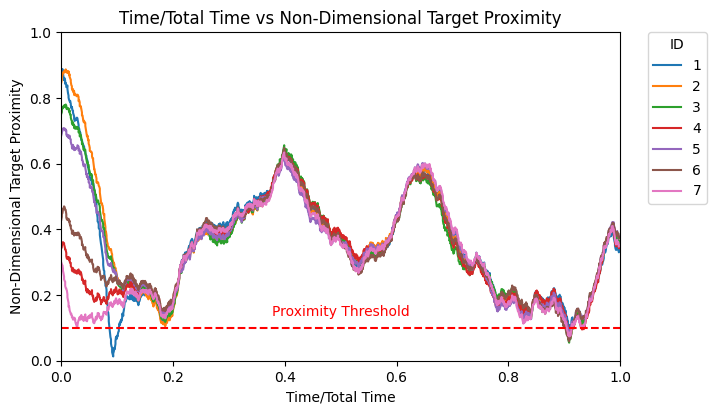 Time/Total Time vs Non-Dimensional Target Proximity
Non-Dimensional Target Proximity
1.0
0.8
0.6
0.4
0.2
0.0
Proximity Threshold
0.0 0.2 0.4 0.6 0.8 1.0
Time/Total Time
ID
1
2
3
4
5
6
7